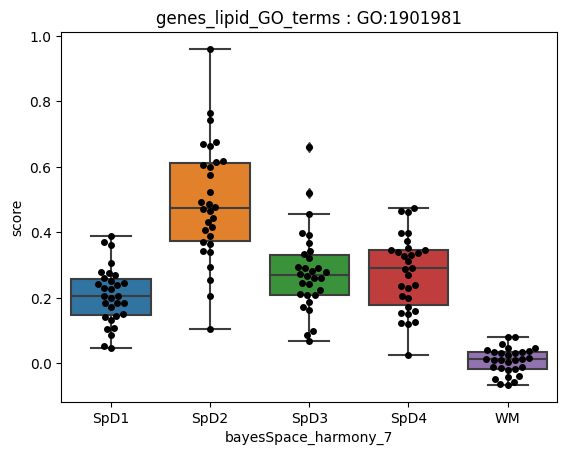 genes_lipid_GO_terms : GO:1901981
score
1.0
0.8
0.6
0.4
0.2
0.0
SpD1 SpD2 SpD3 SpD4 WM
bayesSpace_harmony_7